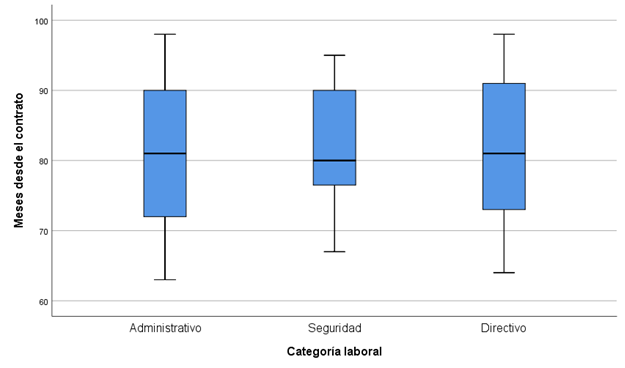 100
90
80
70
60
Meses desde el contrato
Administrativo
Seguridad
Directivo
Categoría laboral